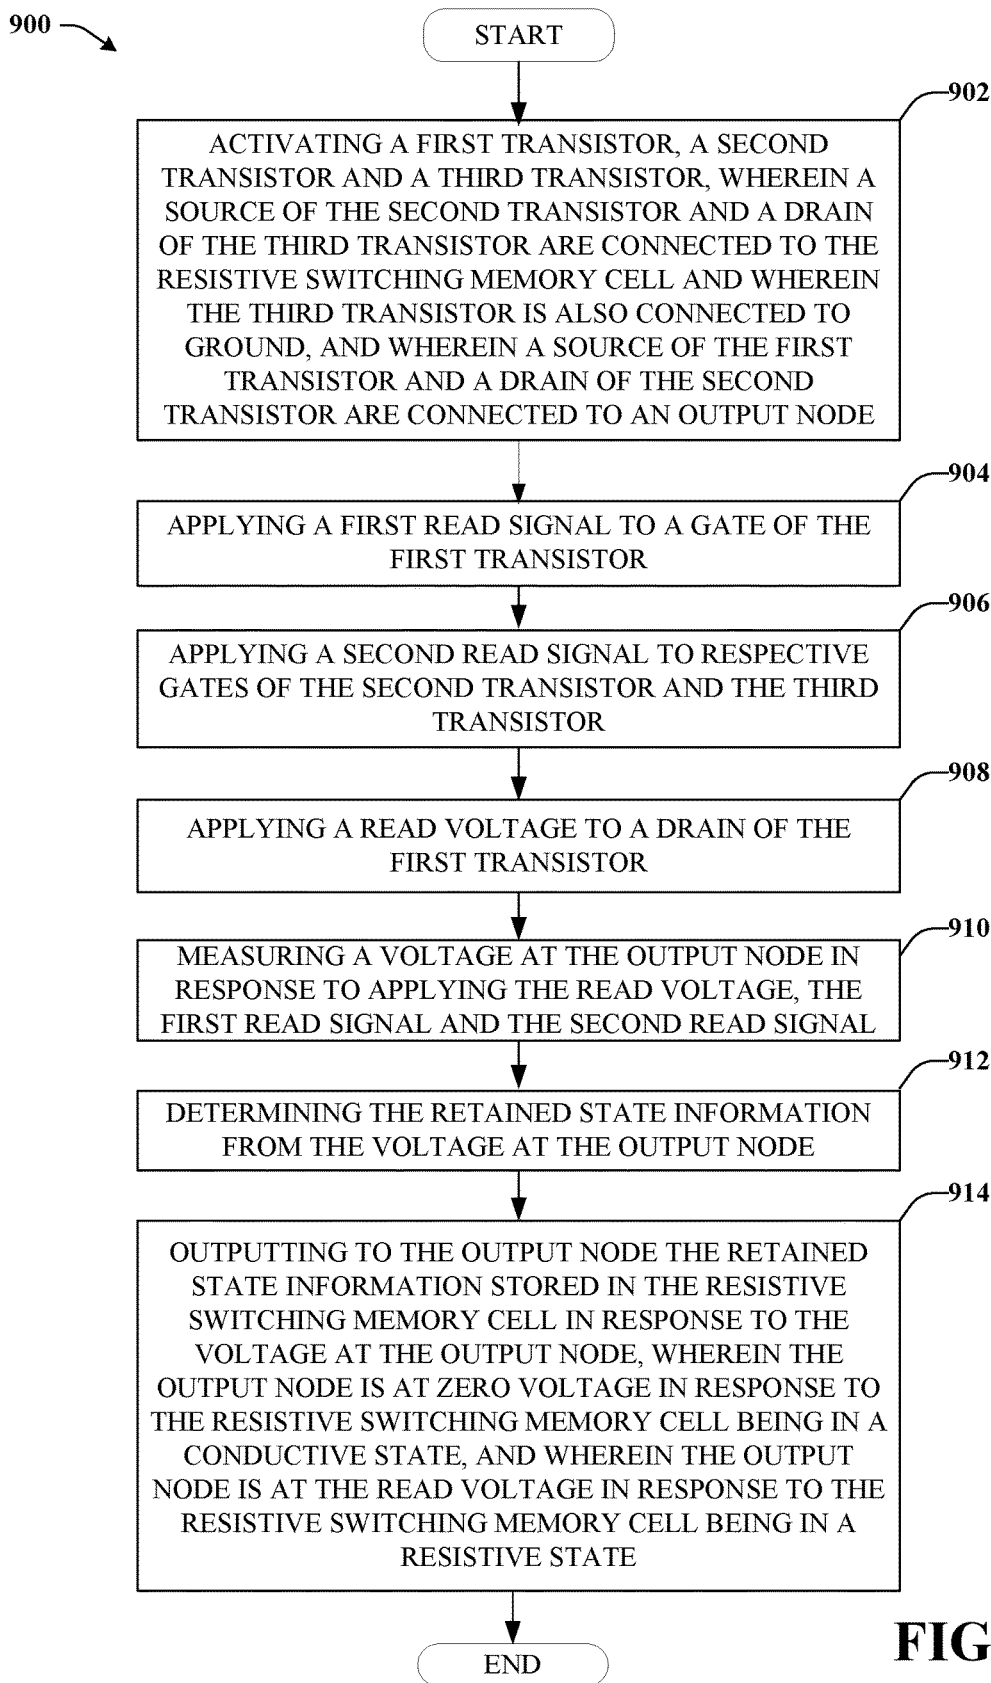 900
START
902
ACTIVATING A FIRST TRANSISTOR, A SECOND
TRANSISTOR AND A THIRD TRANSISTOR, WHEREIN A
SOURCE OF THE SECOND TRANSISTOR AND A DRAIN
OF THE THIRD TRANSISTOR ARE CONNECTED TO THE
RESISTIVE SWITCHING MEMORY CELL AND WHEREIN
THE THIRD TRANSISTOR IS ALSO CONNECTED TO
GROUND, AND WHEREIN A SOURCE OF THE FIRST
TRANSISTOR AND A DRAIN OF THE SECOND
TRANSISTOR ARE CONNECTED TO AN OUTPUT NODE
904
APPLYING A FIRST READ SIGNAL TO A GATE OF THE
FIRST TRANSISTOR
906
APPLYING A SECOND READ SIGNAL TO RESPECTIVE
GATES OF THE SECOND TRANSISTOR AND THE THIRD
TRANSISTOR
908
APPLYING A READ VOLTAGE TO A DRAIN OF THE
FIRST TRANSISTOR
910
MEASURING A VOLTAGE AT THE OUTPUT NODE IN
RESPONSE TO APPLYING THE READ VOLTAGE, THE
FIRST READ SIGNAL AND THE SECOND READ SIGNAL
912
DETERMINING THE RETAINED STATE INFORMATION
FROM THE VOLTAGE AT THE OUTPUT NODE
914
OUTPUTTING TO THE OUTPUT NODE THE RETAINED
STATE INFORMATION STORED IN THE RESISTIVE
SWITCHING MEMORY CELL IN RESPONSE TO THE
VOLTAGE AT THE OUTPUT NODE, WHEREIN THE
OUTPUT NODE IS AT ZERO VOLTAGE IN RESPONSE TO
THE RESISTIVE SWITCHING MEMORY CELL BEING IN A
CONDUCTIVE STATE, AND WHEREIN THE OUTPUT
NODE IS AT THE READ VOLTAGE IN RESPONSE TO THE
RESISTIVE SWITCHING MEMORY CELL BEING IN A
RESISTIVE STATE
END
FIG